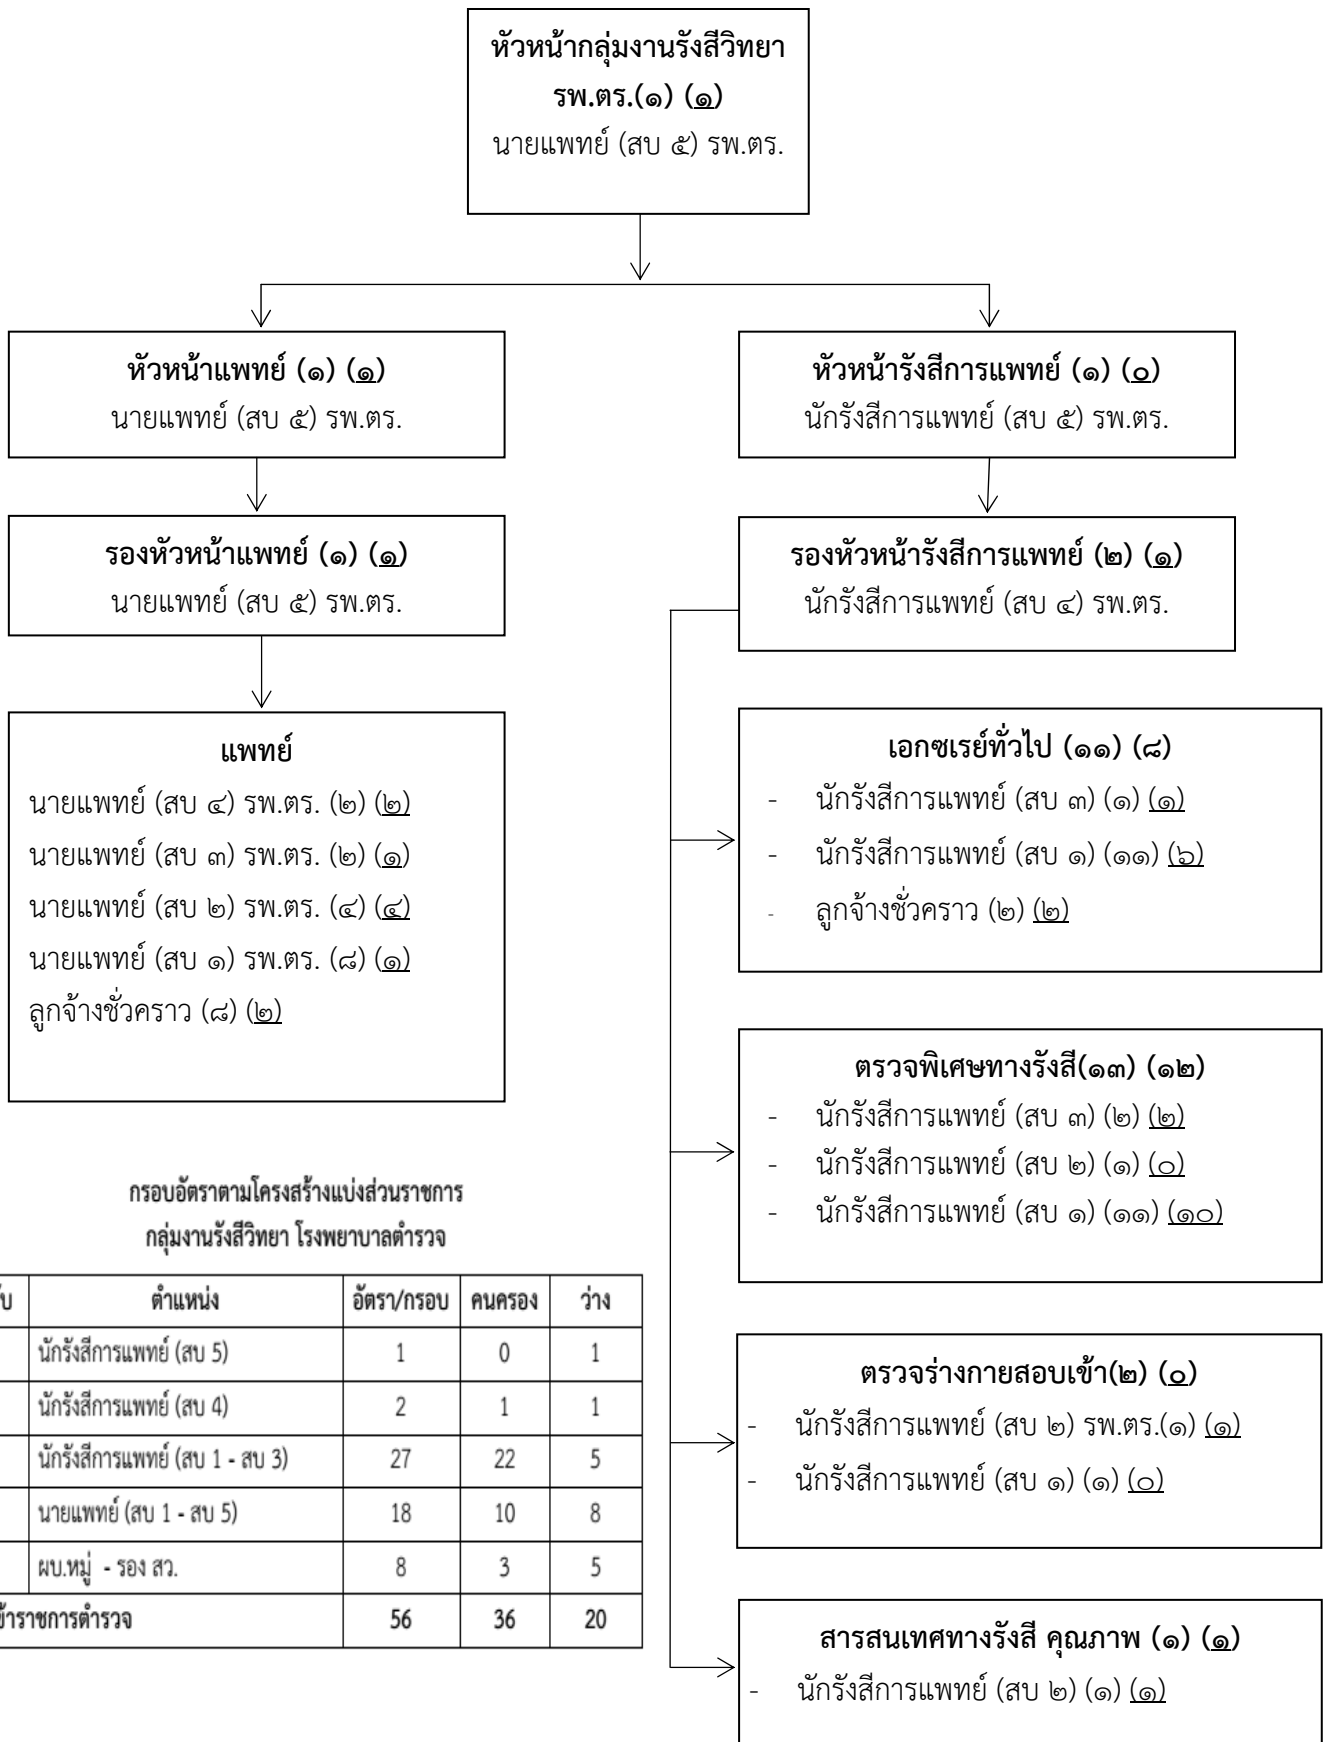 หัวหน้ากลุ่มงานรังสีวิทยา
รพ.ตร.(๑) (๑)
นายแพทย์ (สบ ๕) รพ.ตร.
หัวหน้าแพทย์ (๑) (๑)
นายแพทย์ (สบ ๕) รพ.ตร.
หัวหน้ารังสีการแพทย์ (๑) (๐)
นักรังสีการแพทย์ (สบ ๕) รพ.ตร.
รองหัวหน้าแพทย์ (๑) (๑)
นายแพทย์ (สบ ๕) รพ.ตร.
รองหัวหน้ารังสีการแพทย์ (๒) (๑)
นักรังสีการแพทย์ (สบ ๔) รพ.ตร.
แพทย์
นายแพทย์ (สบ ๔) รพ.ตร. (๒) (๒)
นายแพทย์ (สบ ๓) รพ.ตร. (๒) (๑)
นายแพทย์ (สบ ๒) รพ.ตร. (๔) (๔)
นายแพทย์ (สบ ๑) รพ.ตร. (๘) (๑)
ลูกจ้างชั่วคราว (๘) (๒)
เอกซเรย์ทั่วไป (๑๑) (๘)
- นักรังสีการแพทย์ (สบ ๓) (๑) (๑)
- นักรังสีการแพทย์ (สบ ๑) (๑๑) (๖)
- ลูกจ้างชั่วคราว (๒) (๒)
ตรวจพิเศษทางรังสี(๑๓) (๑๒)
- นักรังสีการแพทย์ (สบ ๓) (๒) (๒)
- นักรังสีการแพทย์ (สบ ๒) (๑) (๐)
- นักรังสีการแพทย์ (สบ ๑) (๑๑) (๑๐)
ตรวจร่างกายสอบเข้า(๒) (๐)
- นักรังสีการแพทย์ (สบ ๒) รพ.ตร.(๑) (๑)
- นักรังสีการแพทย์ (สบ ๑) (๑) (๐)
สารสนเทศทางรังสี คุณภาพ (๑) (๑)
- นักรังสีการแพทย์ (สบ ๒) (๑) (๑)
กรอบอัตราตามโครงสร้างแบ่งส่วนราชการ
กลุ่มงานรังสีวิทยา โรงพยาบาลตำรวจ
ตำแหน่ง อัตรา/กรอบ คนครอง ว่าง
นักรังสีการแพทย์ (สบ 5) 1 0 1
นักรังสีการแพทย์ (สบ 4) 2 1 1
นักรังสีการแพทย์ (สบ 1 - สบ 3) 27 22 5
นายแพทย์ (สบ 1 - สบ 5) 18 10 8
ผบ.หมู่ - รอง สว. 8 3 5
ข้าราชการตำรวจ 56 36 20